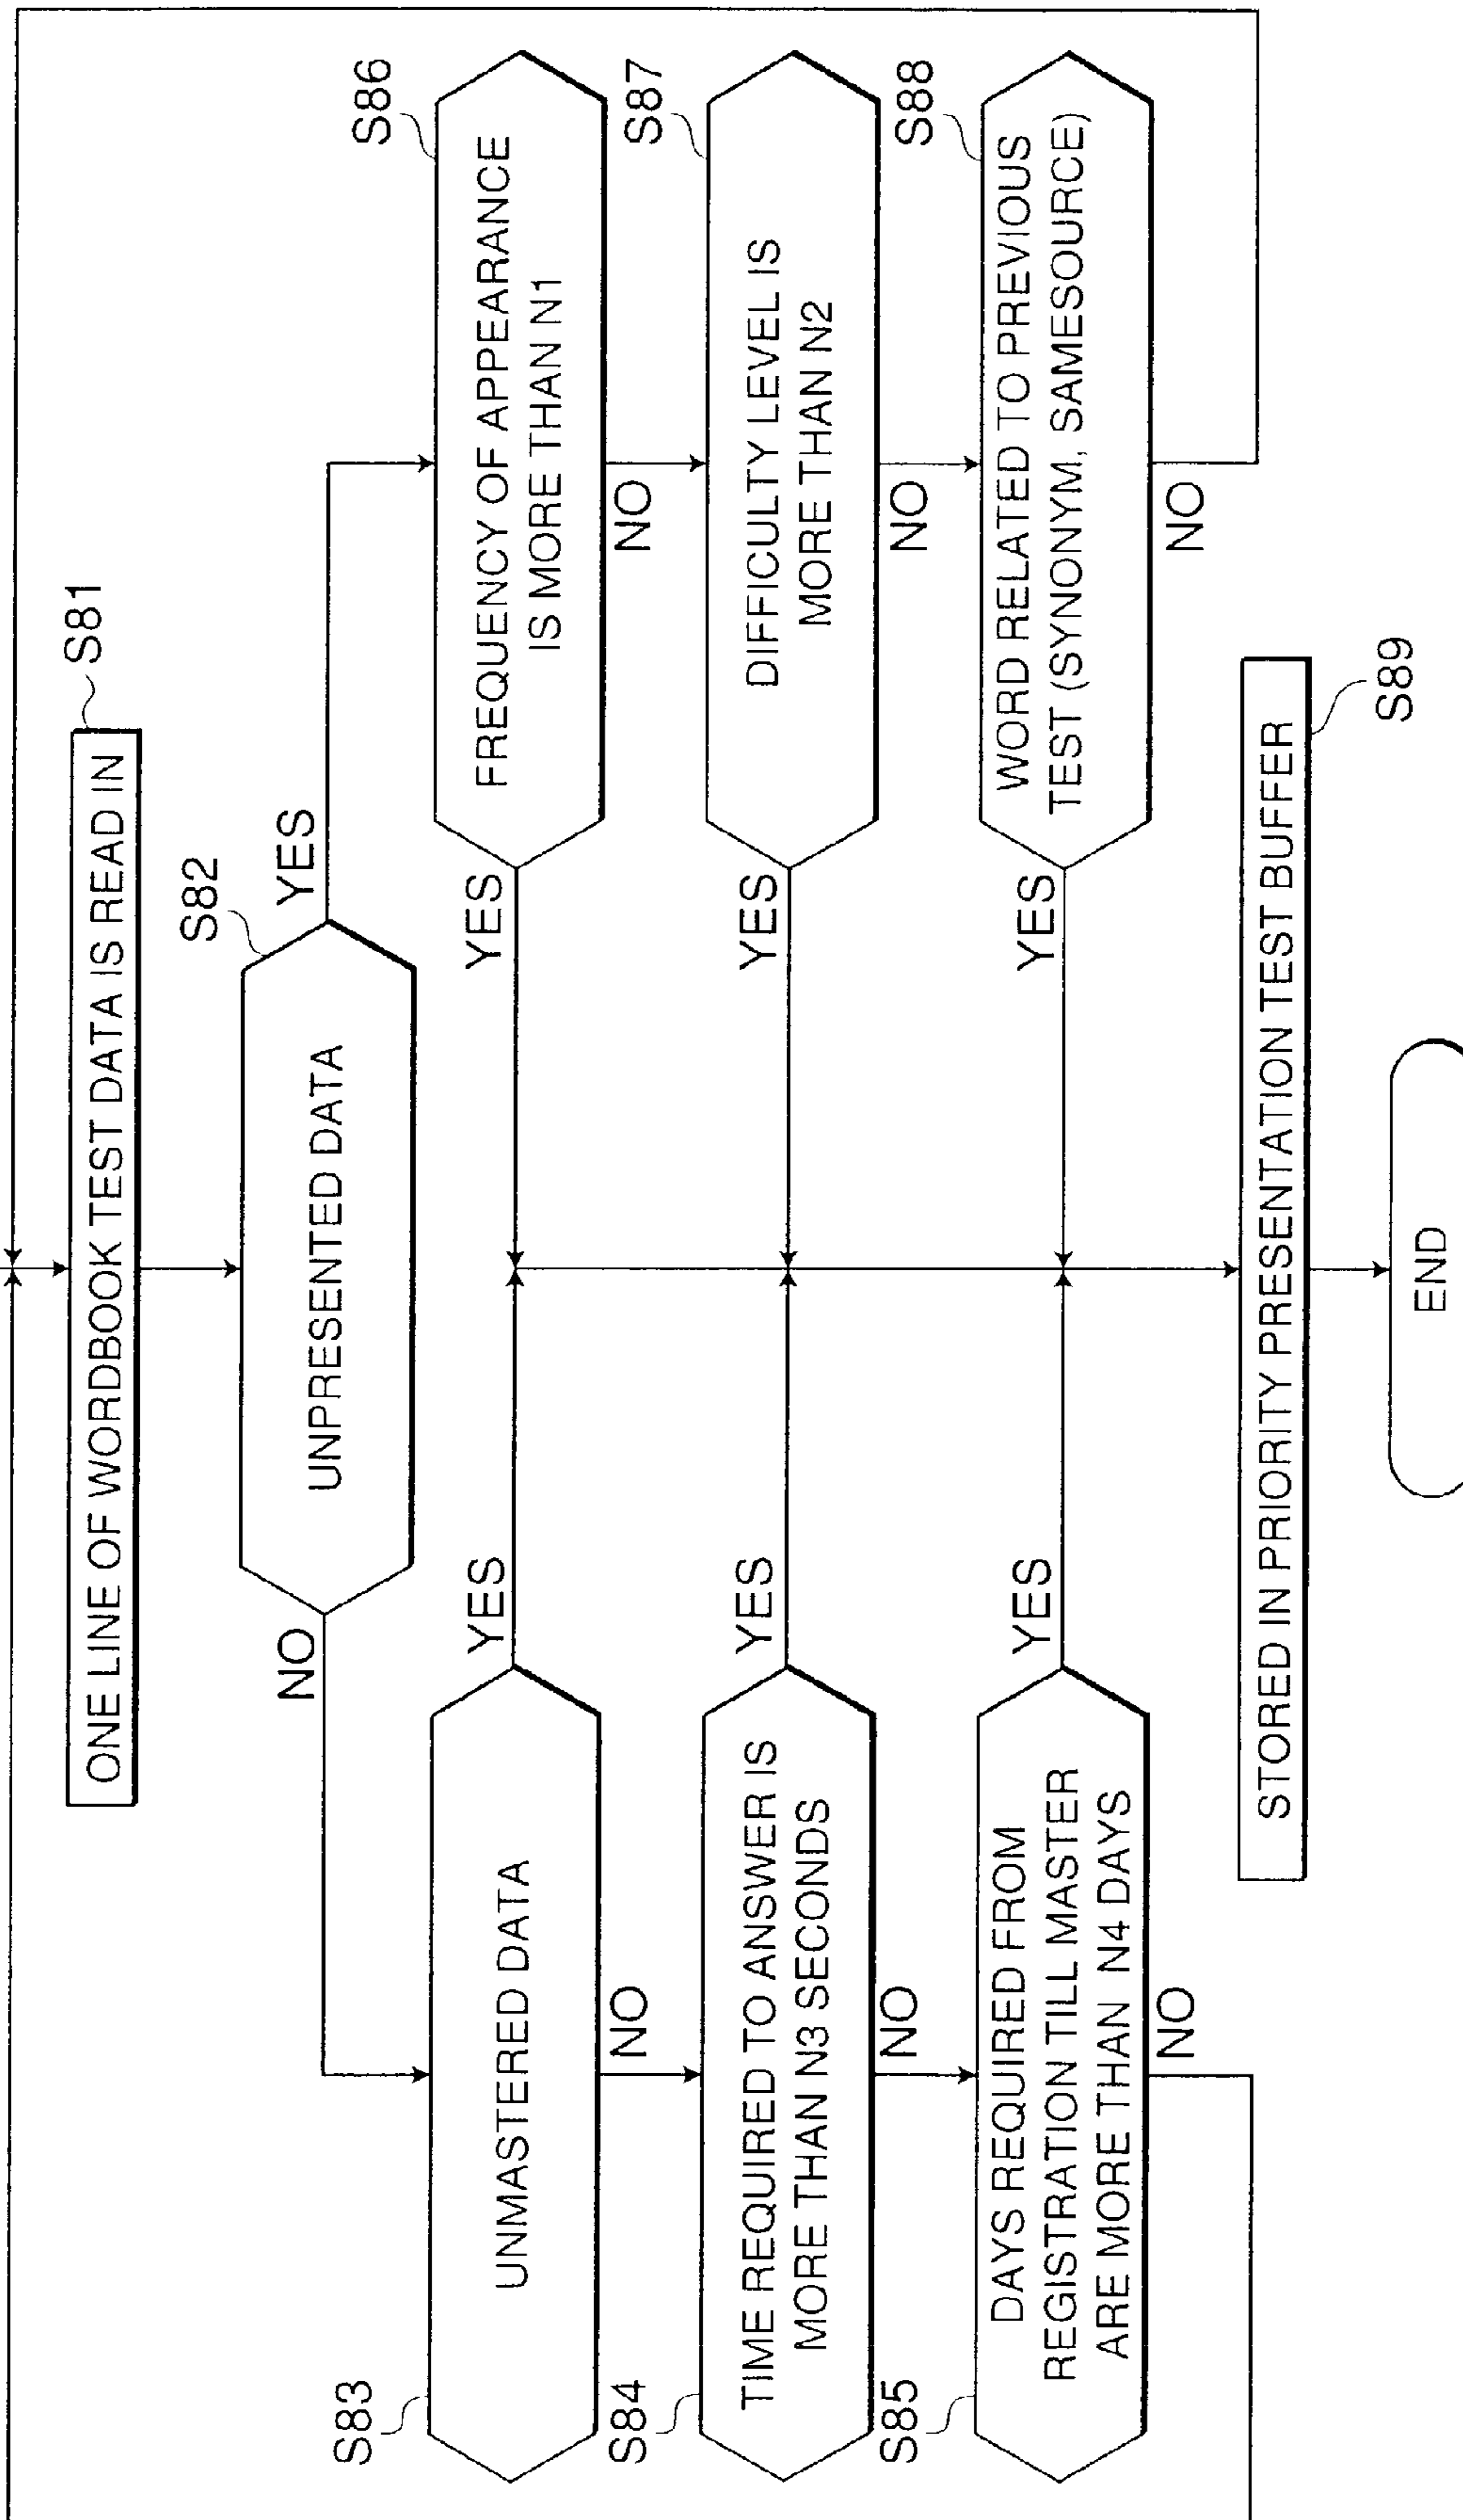 ONE LINE OF WORDBOOK TEST DATA IS READ IN
S81
S82
UNPRESENTED DATA
NO
YES
S83
UNMASTERED DATA
YES
NO
S84
TIME REQUIRED TO ANSWER IS
MORE THAN N3 SECONDS
YES
NO
S85
DAYS REQUIRED FROM
REGISTRATION TILL MASTER
ARE MORE THAN N4 DAYS
YES
NO
S86
FREQUENCY OF APPEARANCE
IS MORE THAN N1
YES
NO
S87
DIFFICULTY LEVEL IS
MORE THAN N2
YES
NO
S88
WORD RELATED TO PREVIOUS
TEST (SYNONYM, SAMESOURCE)
YES
NO
STORED IN PRIORITY PRESENTATION TEST BUFFER
S89
END